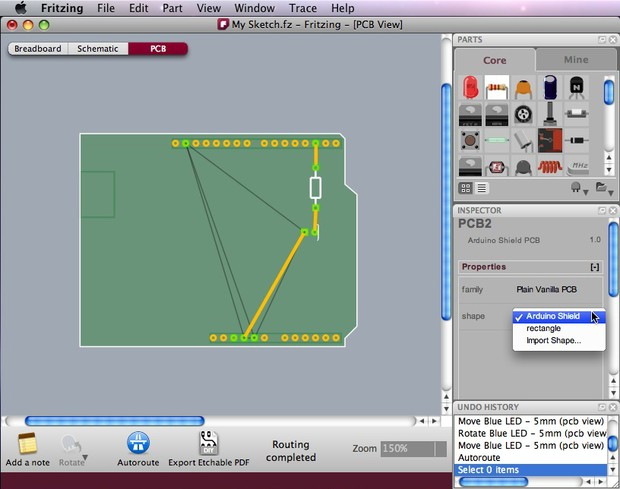 Fritzing File Edit Part View Window Trace Help
My Sketch.fz - Fritzing - [PCB View]
Breadboard Schematic PCB
PARTS
Core Mine
MHz
INSPECTOR
PCB2
Arduino Shield PCB 1.0
Properties [-]
family Plain Vanilla PCB
shape ✓ Arduino Shield
rectangle
Import Shape...
UNDO HISTORY
Move Blue LED - 5mm (pcb view)
Rotate Blue LED - 5mm (pcb view)
Move Blue LED - 5mm (pcb view)
Autoroute
Select 0 items
Add a note
Rotate
Autoroute
DIY
Export Etchable PDF
Routing
completed
Zoom 150%